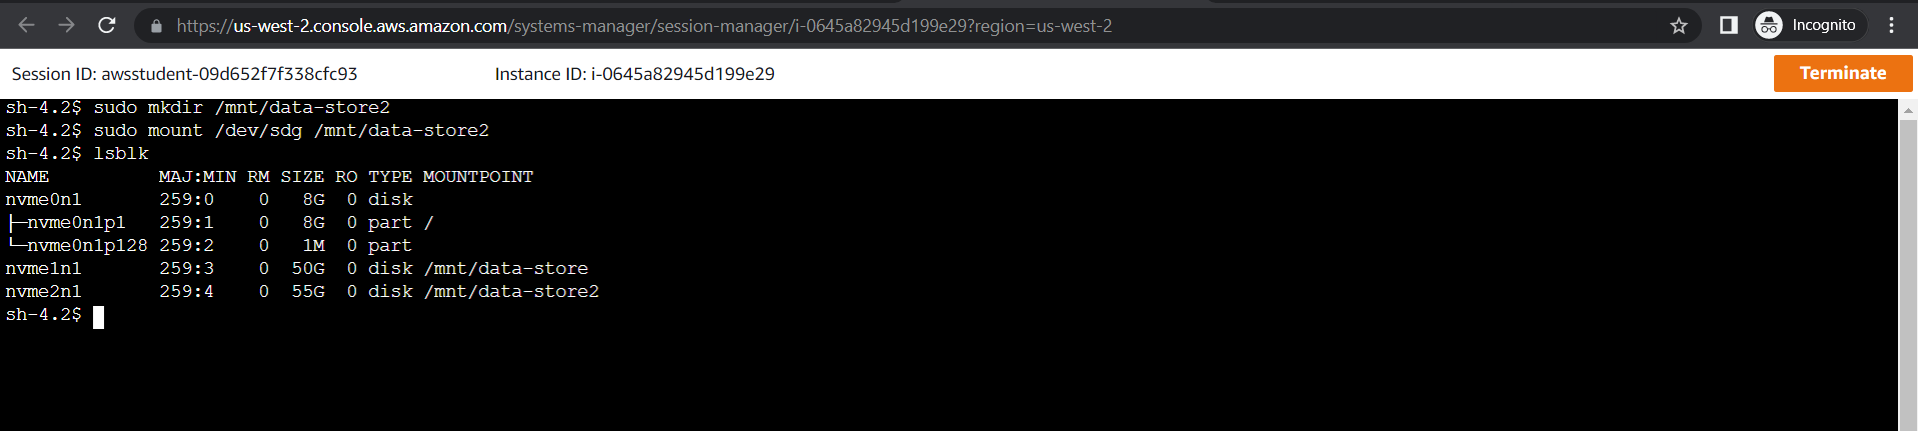 https://us-west-2.console.aws.amazon.com/systems-manager/session-manager/i-0645a82945d199e29?region=us-west-2 Incognito
Session ID: awsstudent-09d652f7f338cfc93 Instance ID: i-0645a82945d199e29 Terminate
sh-4.2$ sudo mkdir /mnt/data-store2
sh-4.2$ sudo mount /dev/sdg /mnt/data-store2
sh-4.2$ lsblk
NAME          MAJ:MIN RM SIZE RO TYPE MOUNTPOINT
nvme0n1       259:0    0   8G  0 disk
├─nvme0n1p1   259:1    0   8G  0 part /
└─nvme0n1p128 259:2    0   1M  0 part
nvme1n1       259:3    0  50G  0 disk /mnt/data-store
nvme2n1       259:4    0  55G  0 disk /mnt/data-store2
sh-4.2$